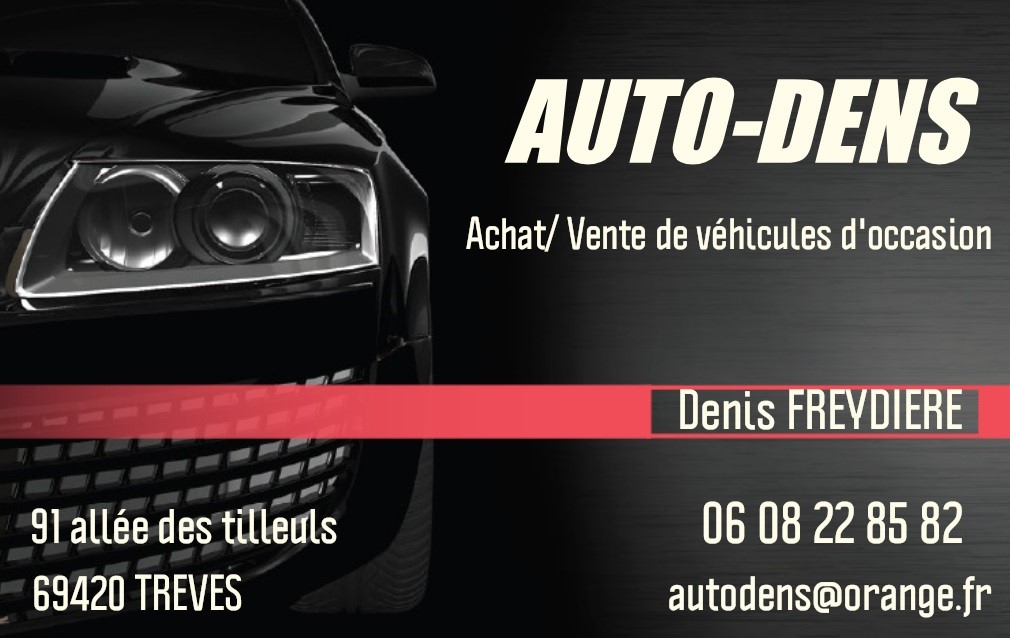 AUTO-DENS
Achat/ Vente de véhicules d'occasion
Denis FREYDIERE
91 allée des tilleuls
69420 TREVES
06 08 22 85 82
autodens@orange.fr